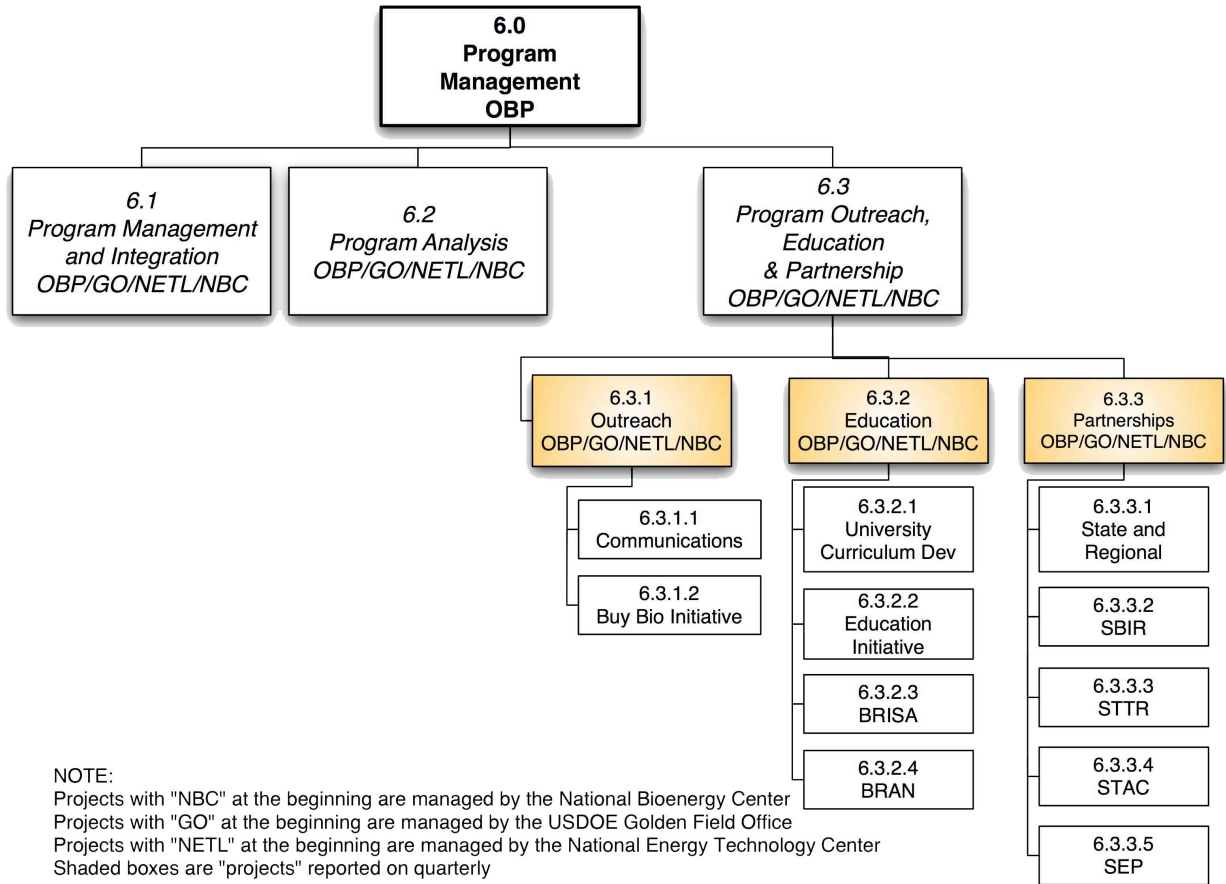 6.0
Program
Management
OBP
6.1
Program Management
and Integration
OBP/GO/NETL/NBC
6.2
Program Analysis
OBP/GO/NETL/NBC
6.3
Program Outreach,
Education
& Partnership
OBP/GO/NETL/NBC
6.3.1
Outreach
OBP/GO/NETL/NBC
6.3.1.1
Communications
6.3.1.2
Buy Bio Initiative
6.3.2
Education
OBP/GO/NETL/NBC
6.3.2.1
University
Curriculum Dev
6.3.2.2
Education
Initiative
6.3.2.3
BRISA
6.3.2.4
BRAN
6.3.3
Partnerships
OBP/GO/NETL/NBC
6.3.3.1
State and
Regional
6.3.3.2
SBIR
6.3.3.3
STTR
6.3.3.4
STAC
6.3.3.5
SEP
NOTE:
Projects with "NBC" at the beginning are managed by the National Bioenergy Center
Projects with "GO" at the beginning are managed by the USDOE Golden Field Office
Projects with "NETL" at the beginning are managed by the National Energy Technology Center
Shaded boxes are "projects" reported on quarterly